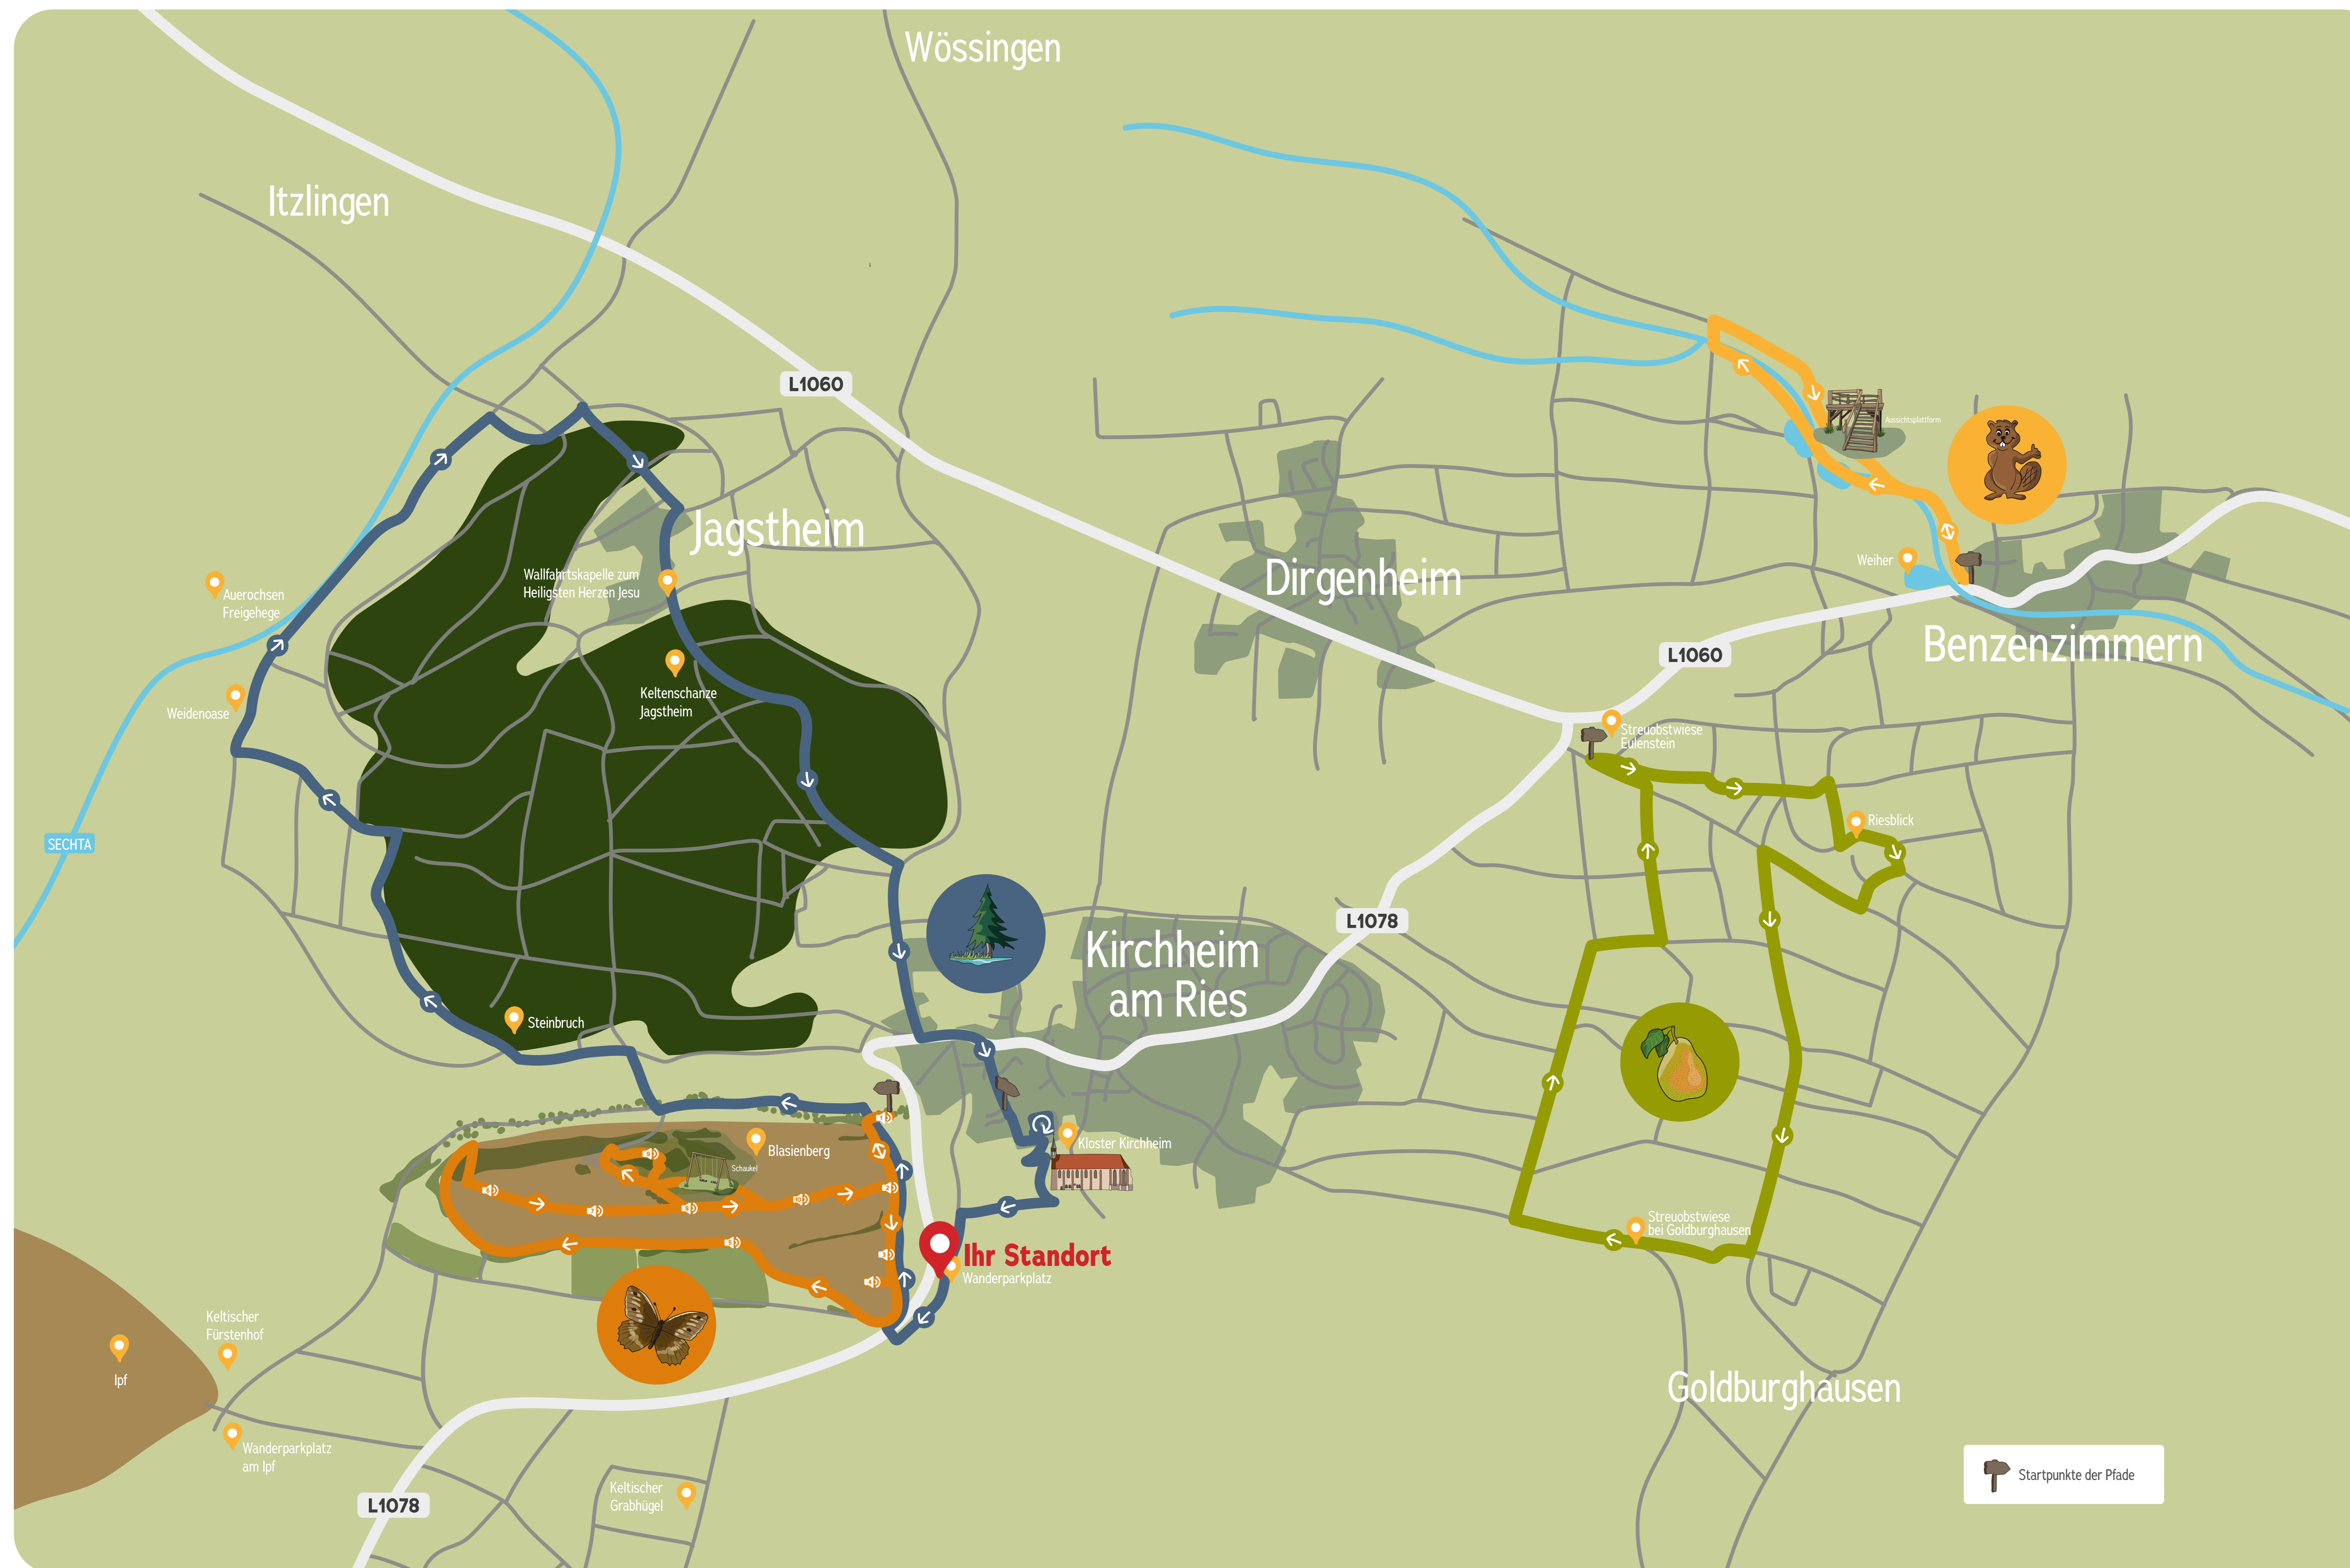 Wössingen
Itzlingen
L1060
Jagstheim
Wallfahrtskapelle zum
Heiligsten Herzen Jesu
Auerochsen
Freigehege
Weidenoase
Keltenschanze
Jagstheim
SECHTA
Steinbruch
Dirgenheim
Aussichtsplattform
Weiher
Benzenzimmern
L1060
Streuobstwiese
Eulenstein
Riesblick
L1078
Kirchheim
am Ries
Kloster Kirchheim
Blasienberg
Schaukel
Ihr Standort
Wanderparkplatz
Streuobstwiese
bei Goldburghausen
Goldburghausen
Keltischer
Fürstenhof
Ipf
Wanderparkplatz
am Ipf
L1078
Keltischer
Grabhügel
Startpunkte der Pfade